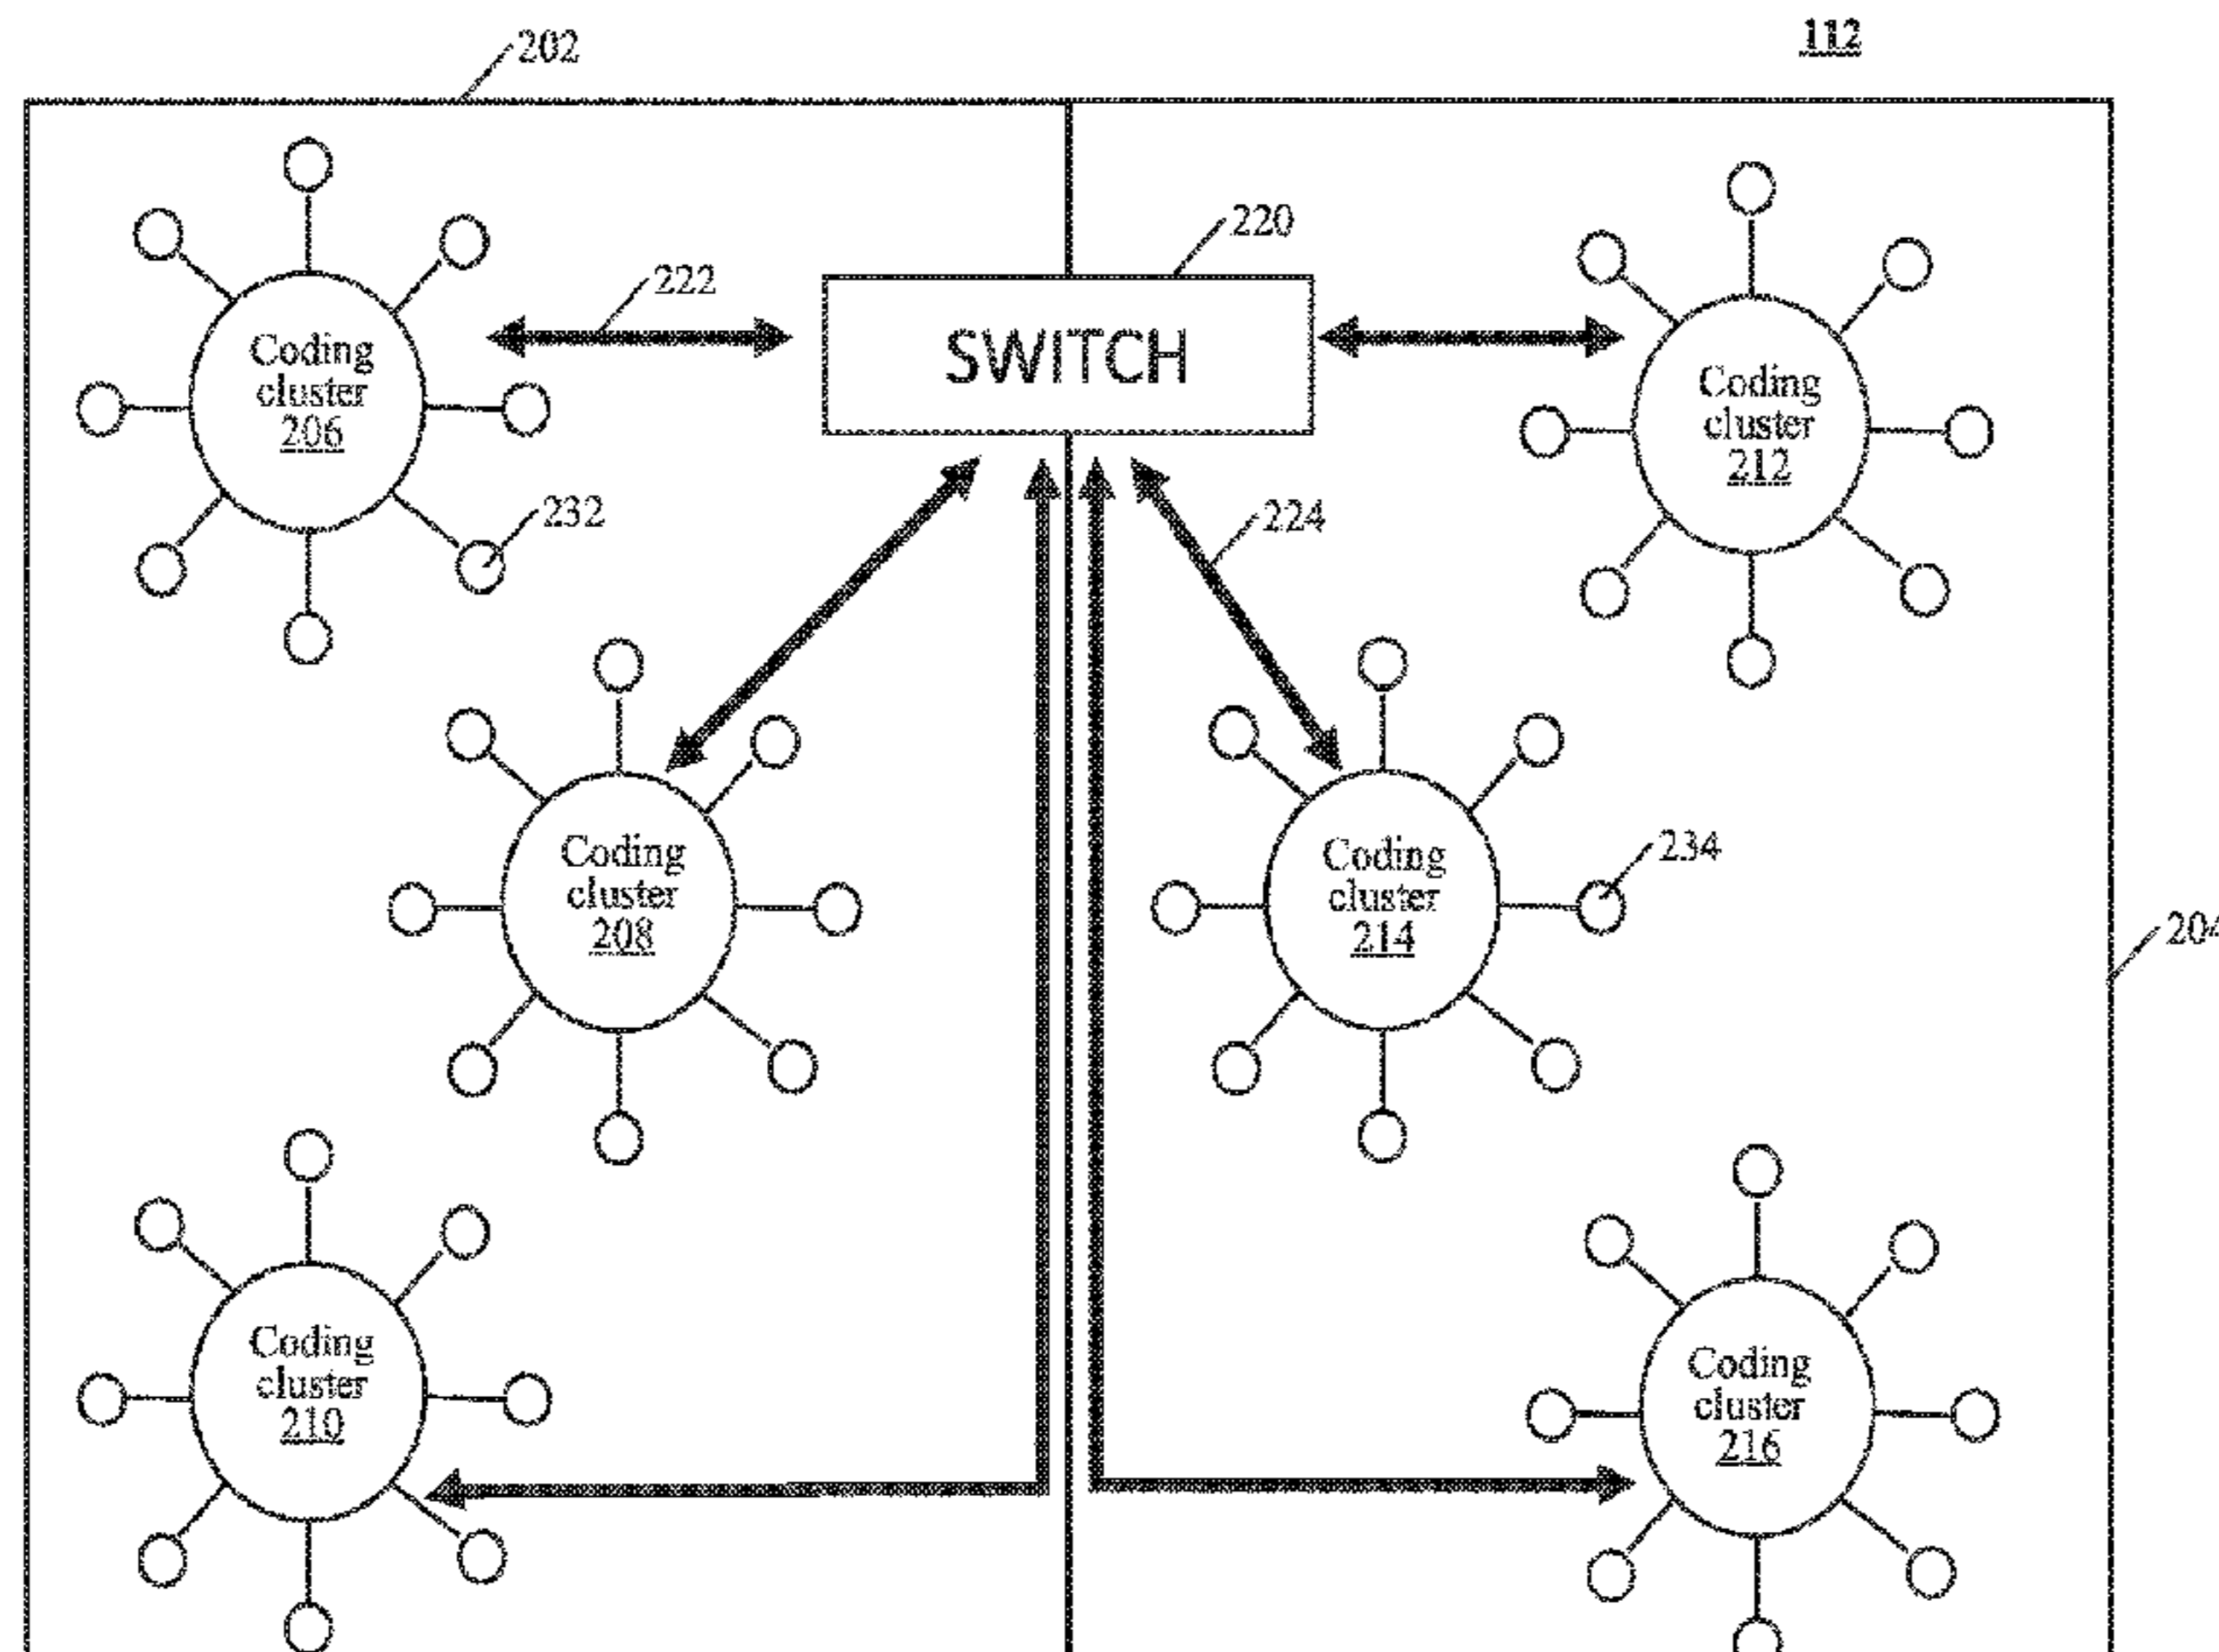 112
202
220
222
SWITCH
Coding
cluster
206
Coding
cluster
212
232
224
Coding
cluster
208
Coding
cluster
214
234
204
Coding
cluster
210
Coding
cluster
216